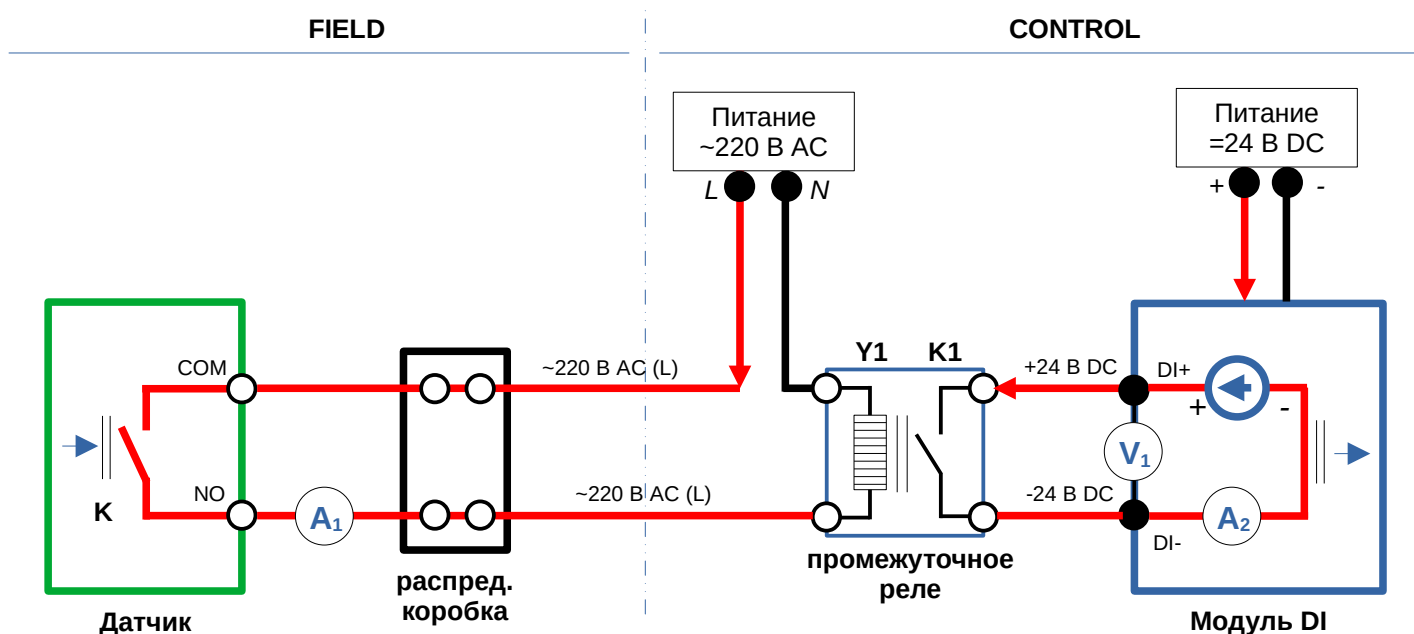 FIELD
CONTROL
Питание
~220 В AC
Питание
=24 В DC
L
N
+
-
COM
~220 В AC (L)
Y1
K1
+24 В DC
DI+
+
-
V1
K
NO
A1
~220 В AC (L)
-24 В DC
A2
DI-
распред.
коробка
промежуточное
реле
Датчик
Модуль DI